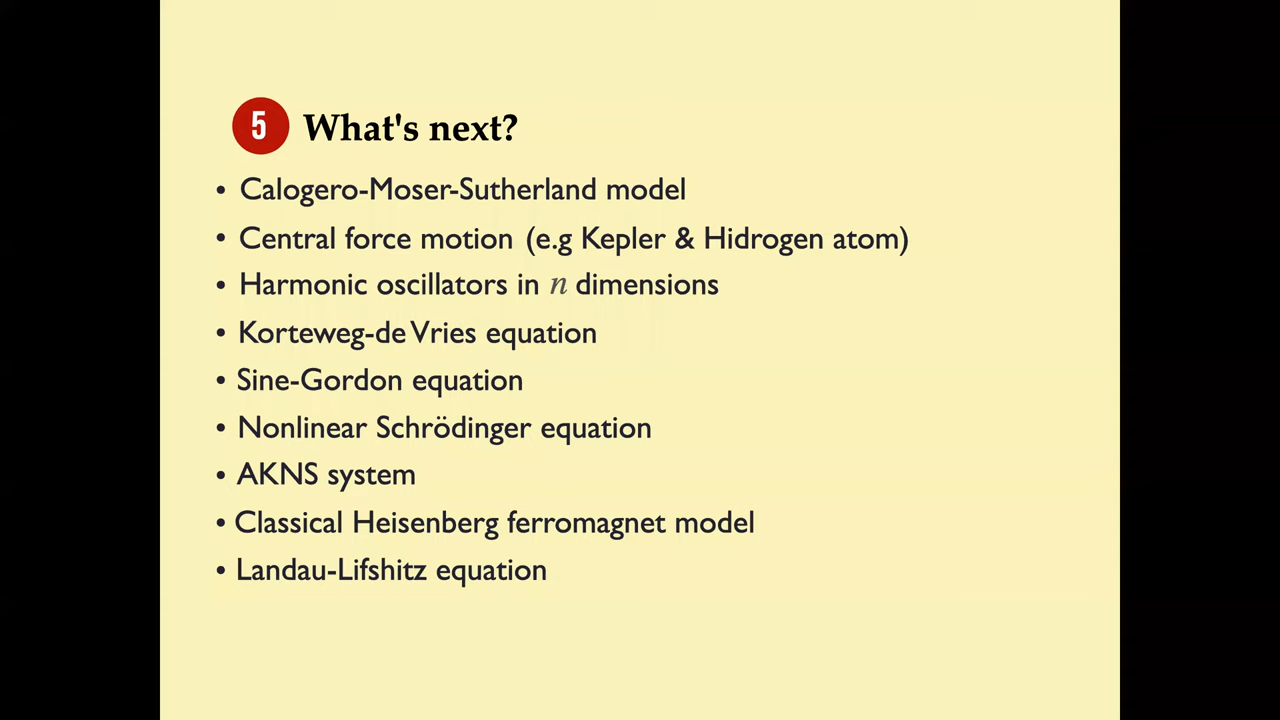 5 What's next?
• Calogero-Moser-Sutherland model
• Central force motion (e.g Kepler & Hidrogen atom)
• Harmonic oscillators in n dimensions
• Korteweg-de Vries equation
• Sine-Gordon equation
• Nonlinear Schrödinger equation
• AKNS system
• Classical Heisenberg ferromagnet model
• Landau-Lifshitz equation